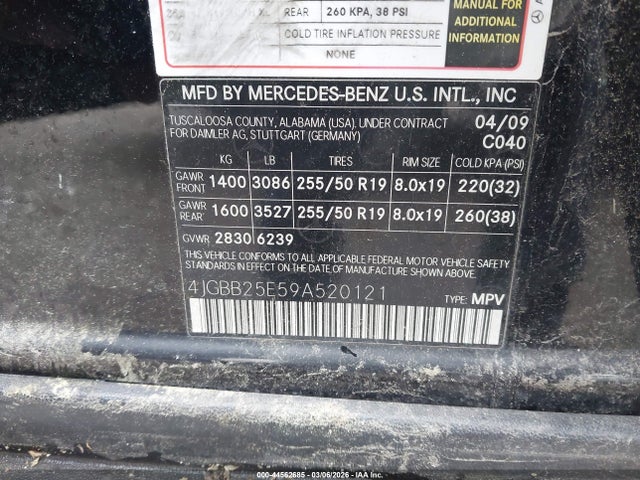 REAR 260 KPA, 38 PSI
COLD TIRE INFLATION PRESSURE
NONE
MANUAL FOR
ADDITIONAL
INFORMATION
MFD BY MERCEDES-BENZ U.S. INTL., INC
TUSCALOOSA COUNTY, ALABAMA (USA). UNDER CONTRACT 04/09
FOR DAIMLER AG, STUTTGART (GERMANY) C040
KG LB TIRES RIM SIZE COLD KPA (PSI)
GAWR FRONT 1400 3086 255/50 R19 8.0x19 220(32)
GAWR REAR 1600 3527 255/50 R19 8.0x19 260(38)
GVWR 2830 6239
THIS VEHICLE CONFORMS TO ALL APPLICABLE FEDERAL MOTOR VEHICLE
SAFETY STANDARDS IN EFFECT ON THE DATE OF MANUFACTURE SHOWN ABOVE.
4JGBB25E59A520121 TYPE: MPV
000-44562685 03/06/2026 IAA Inc.